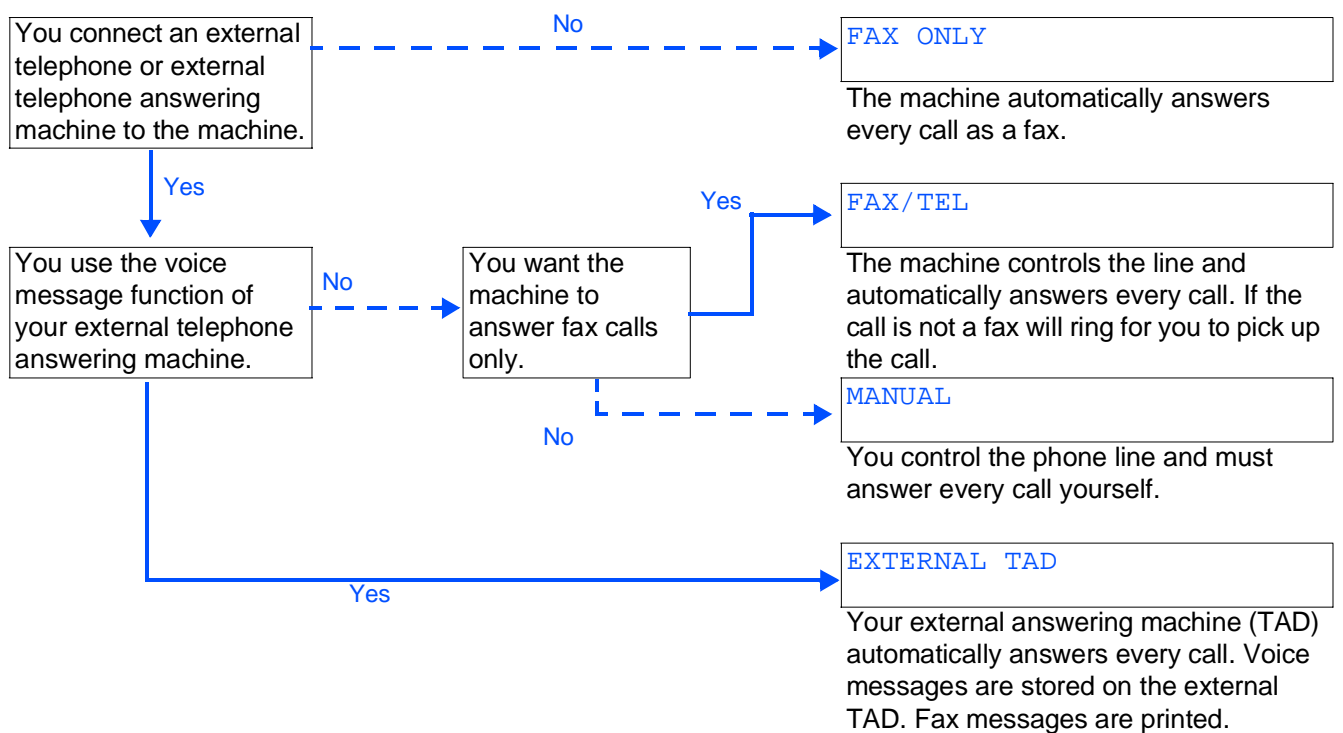 You connect an external
telephone or external
telephone answering
machine to the machine.
No
FAX ONLY
The machine automatically answers
every call as a fax.
Yes
You use the voice
message function of
your external telephone
answering machine.
No
You want the
machine to
answer fax calls
only.
Yes
FAX/TEL
The machine controls the line and
automatically answers every call. If the
call is not a fax will ring for you to pick up
the call.
No
MANUAL
You control the phone line and must
answer every call yourself.
Yes
EXTERNAL TAD
Your external answering machine (TAD)
automatically answers every call. Voice
messages are stored on the external
TAD. Fax messages are printed.